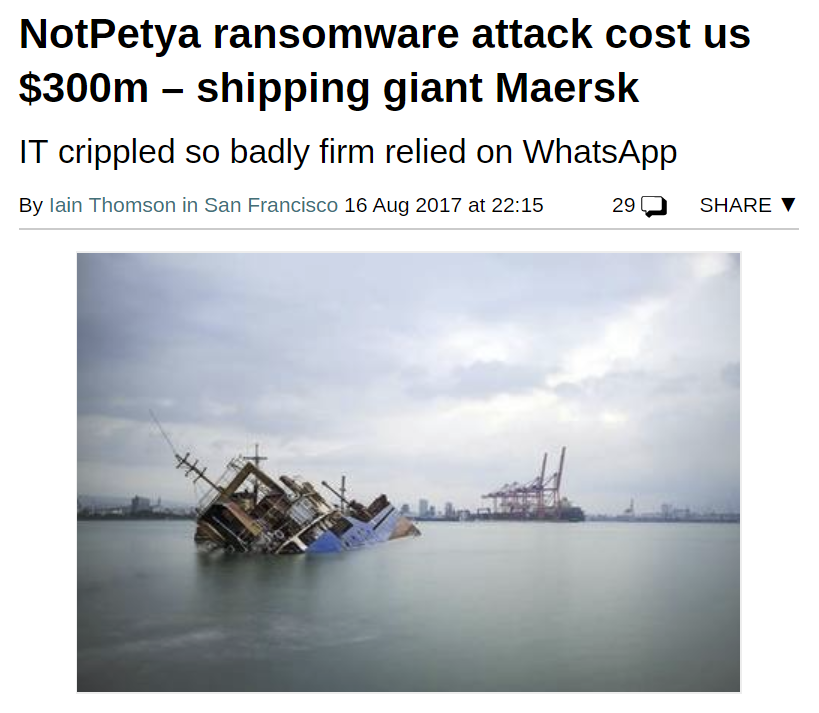 NotPetya ransomware attack cost us
$300m – shipping giant Maersk
IT crippled so badly firm relied on WhatsApp
By Iain Thomson in San Francisco 16 Aug 2017 at 22:15 29 SHARE ▼